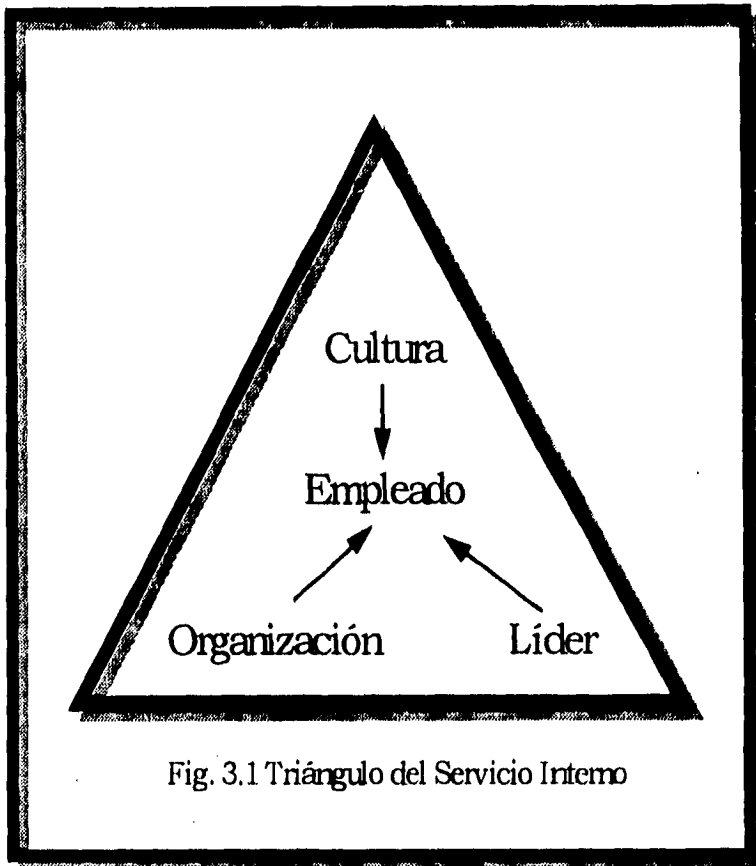 Cultura
Empleado
Organización Líder
Fig. 3.1 Triángulo del Servicio Interno